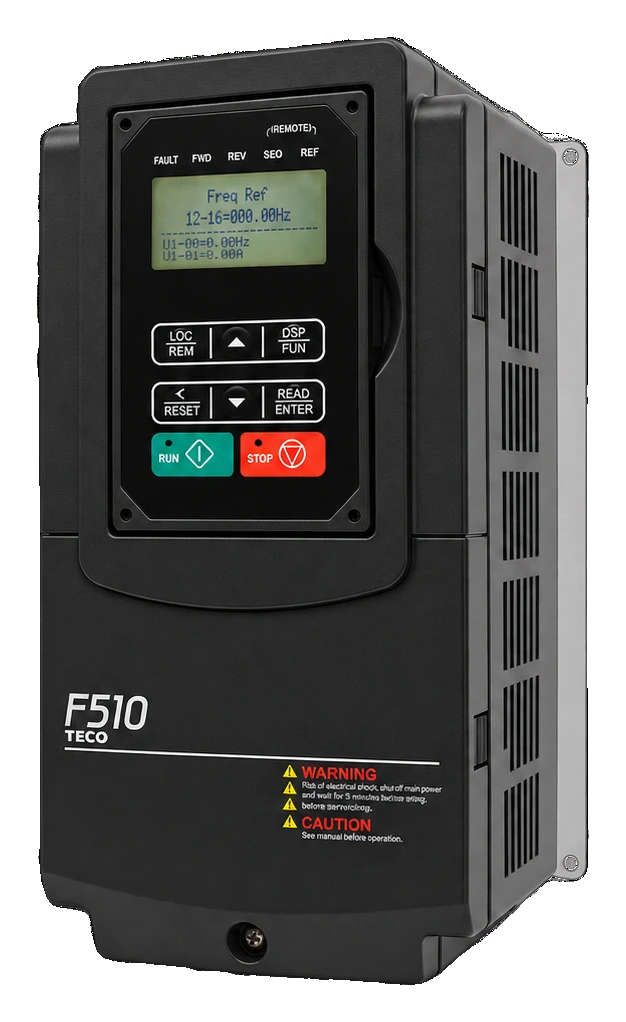 (REMOTE)
FAULT FWD REV SEO REF
Freq Ref
12-16=000.00Hz
U1-00=0.00Hz
U1-01=0.00A
LOC
REM
DSP
FUN
<
RESET
READ
ENTER
RUN
STOP
F510
TECO
WARNING
Risk of electrical shock, shut off main power
and wait for 5 minutes before
before servicing.
CAUTION
See manual before operation.